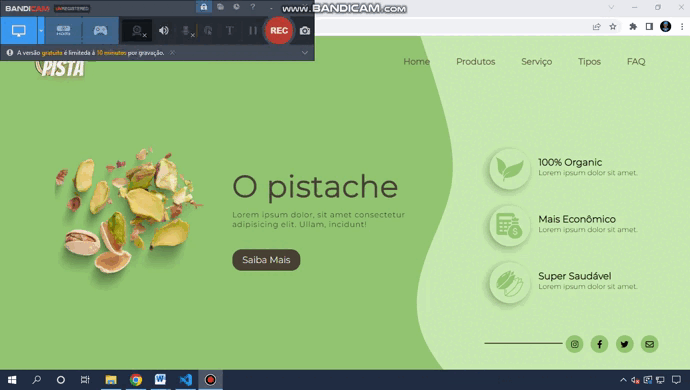 BANDICAM UNREGISTERED
www.BANDICAM.com
REC
A versão gratuita é limiteda à 10 minutos por gravação.
PISTA
Home Produtos Serviço Tipos FAQ
O pistache
Lorem ipsum dolor, sit amet consectetur
adipisicing elit. Ullam, incidunt!
Saiba Mais
100% Organic
Lorem ipsum dolor sit amet.
Mais Econômico
Lorem ipsum dolor sit amet.
Super Saudável
Lorem ipsum dolor sit amet.